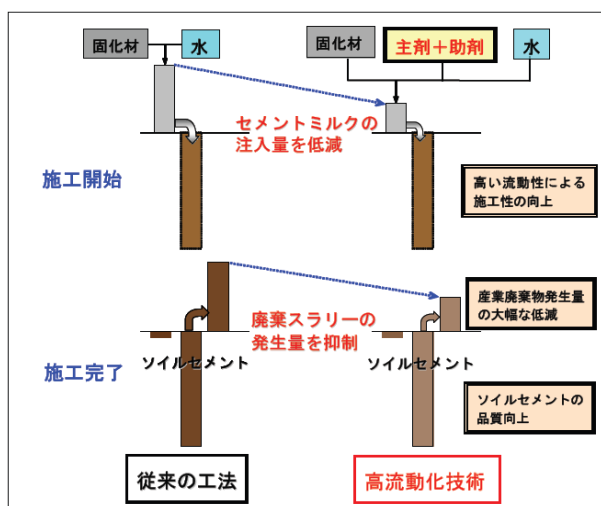 固化材
水
固化材
主剤＋助剤
水
セメントミルクの
注入量を低減
施工開始
高い流動性による
施工性の向上
産業廃棄物発生量
の大幅な低減
廃棄スラリーの
発生量を抑制
ソイルセメント
ソイルセメント
施工完了
ソイルセメントの
品質向上
従来の工法
高流動化技術